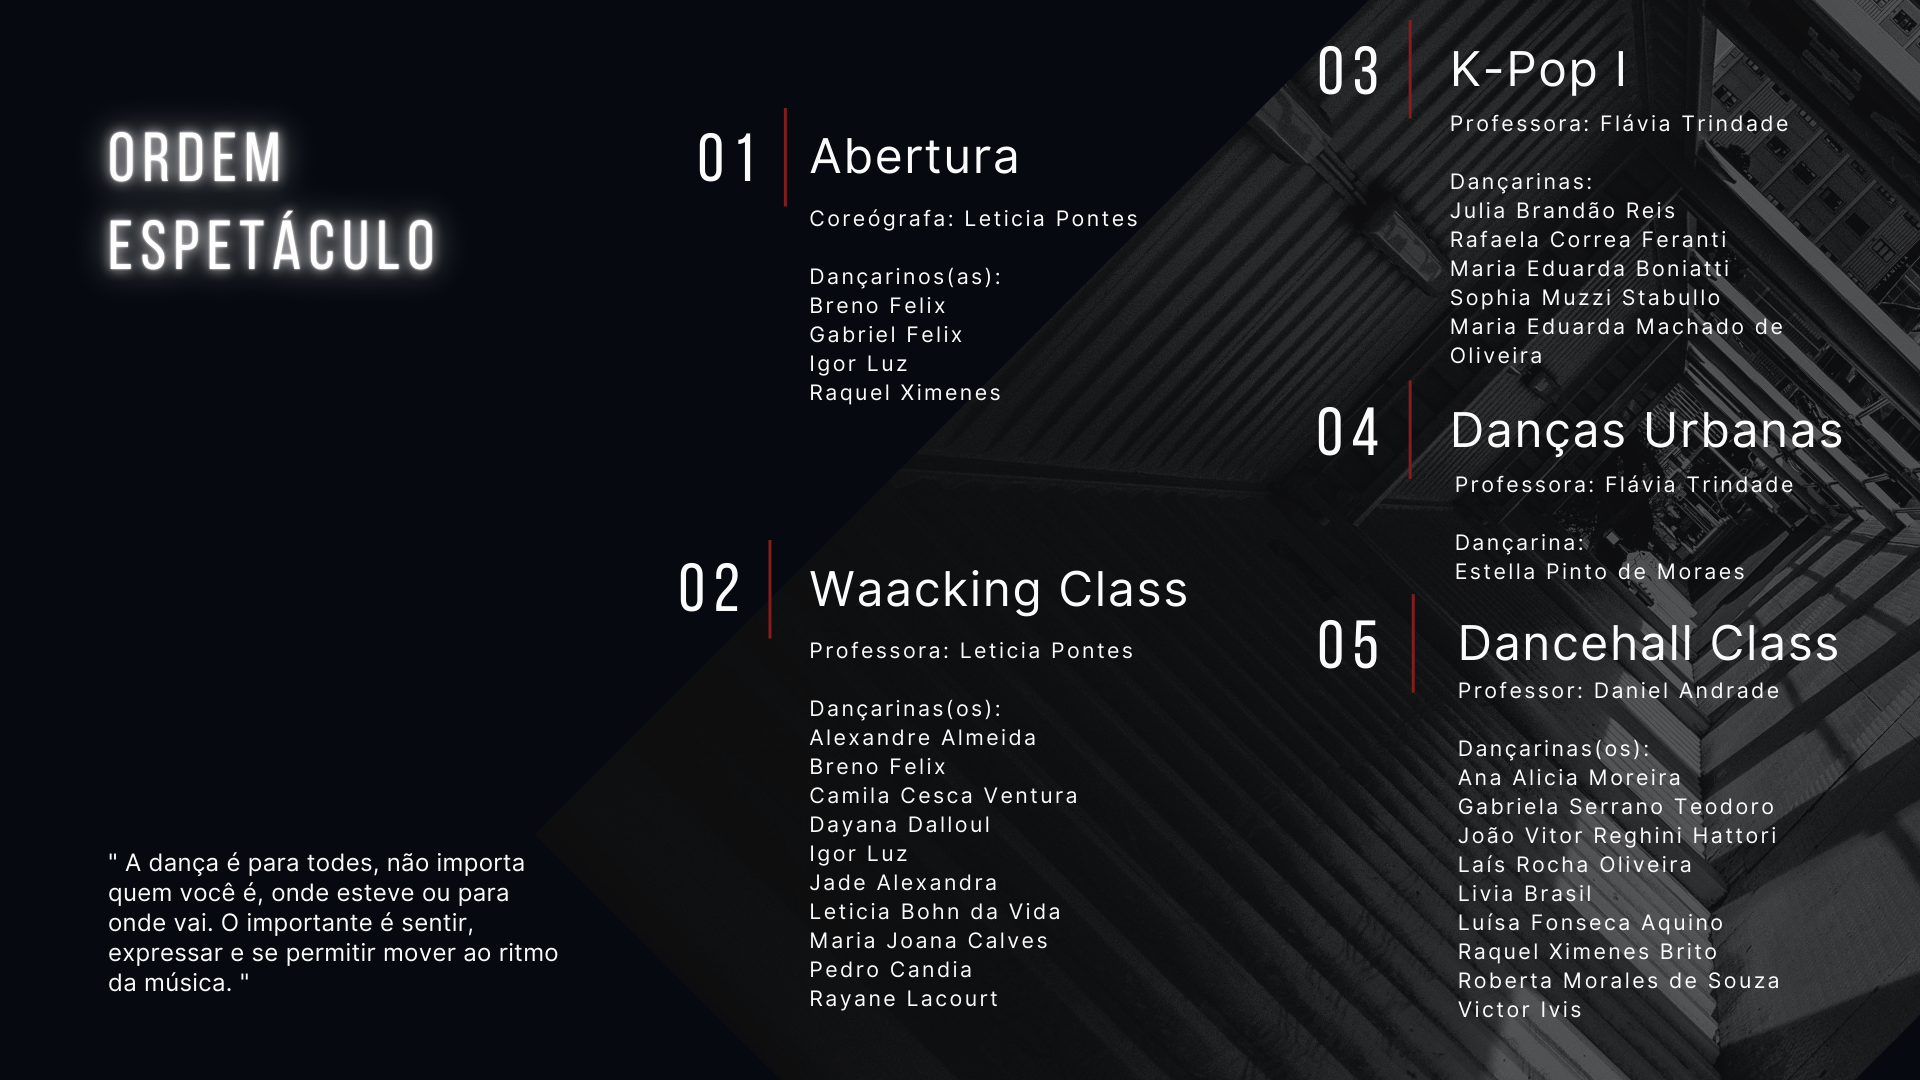 ORDEM
ESPETÁCULO
" A dança é para todes, não importa
quem você é, onde esteve ou para
onde vai. O importante é sentir,
expressar e se permitir mover ao ritmo
da música. "
01
Abertura
Coreógrafa: Leticia Pontes
Dançarinos(as):
Breno Felix
Gabriel Felix
Igor Luz
Raquel Ximenes
02
Waacking Class
Professora: Leticia Pontes
Dançarinas(os):
Alexandre Almeida
Breno Felix
Camila Cesca Ventura
Dayana Dalloul
Igor Luz
Jade Alexandra
Leticia Bohn da Vida
Maria Joana Calves
Pedro Candia
Rayane Lacourt
03
K-Pop I
Professora: Flávia Trindade
Dançarinas:
Julia Brandão Reis
Rafaela Correa Feranti
Maria Eduarda Boniatti
Sophia Muzzi Stabullo
Maria Eduarda Machado de
Oliveira
04
Danças Urbanas
Professora: Flávia Trindade
Dançarina:
Estella Pinto de Moraes
05
Dancehall Class
Professor: Daniel Andrade
Dançarinas(os):
Ana Alicia Moreira
Gabriela Serrano Teodoro
João Vitor Reghini Hattori
Laís Rocha Oliveira
Livia Brasil
Luísa Fonseca Aquino
Raquel Ximenes Brito
Roberta Morales de Souza
Victor Ivis